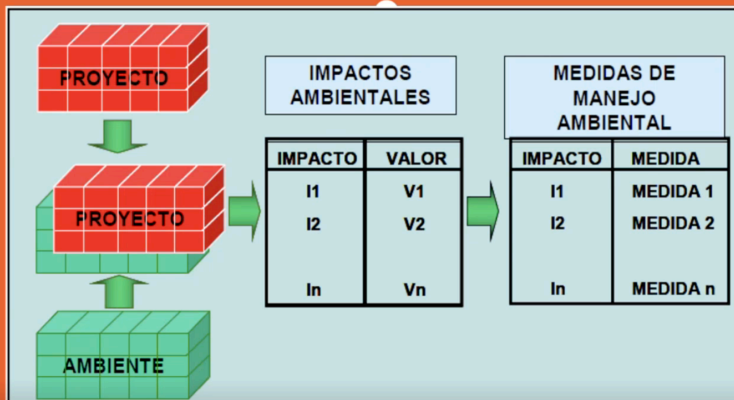 PROYECTO
PROYECTO
AMBIENTE
IMPACTOS
AMBIENTALES
IMPACTO VALOR
I1 V1
I2 V2
In Vn
MEDIDAS DE
MANEJO
AMBIENTAL
IMPACTO MEDIDA
I1 MEDIDA 1
I2 MEDIDA 2
In MEDIDA n